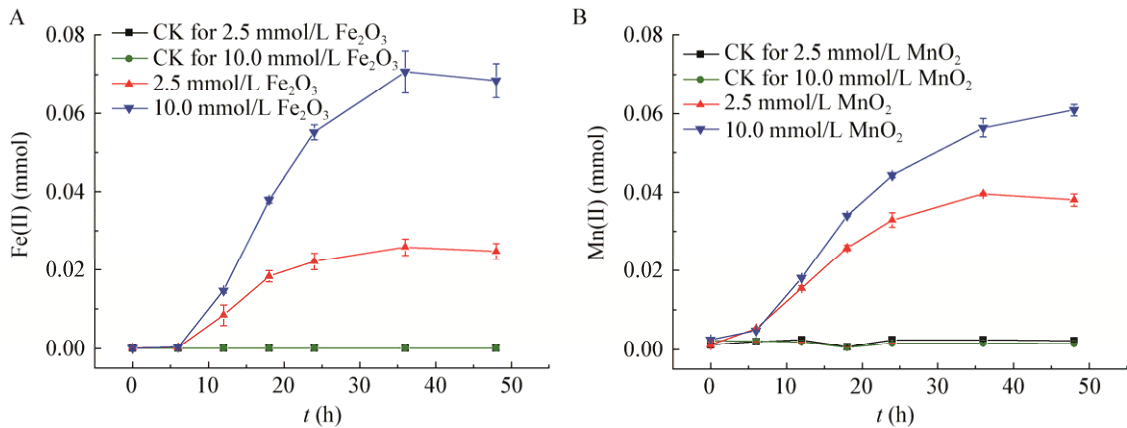 A
CK for 2.5 mmol/L Fe₂O₃
CK for 10.0 mmol/L Fe₂O₃
2.5 mmol/L Fe₂O₃
10.0 mmol/L Fe₂O₃
Fe(II) (mmol)
0.08
0.06
0.04
0.02
0.00
0 10 20 30 40 50
t (h)
B
CK for 2.5 mmol/L MnO₂
CK for 10.0 mmol/L MnO₂
2.5 mmol/L MnO₂
10.0 mmol/L MnO₂
Mn(II) (mmol)
0.08
0.06
0.04
0.02
0.00
0 10 20 30 40 50
t (h)